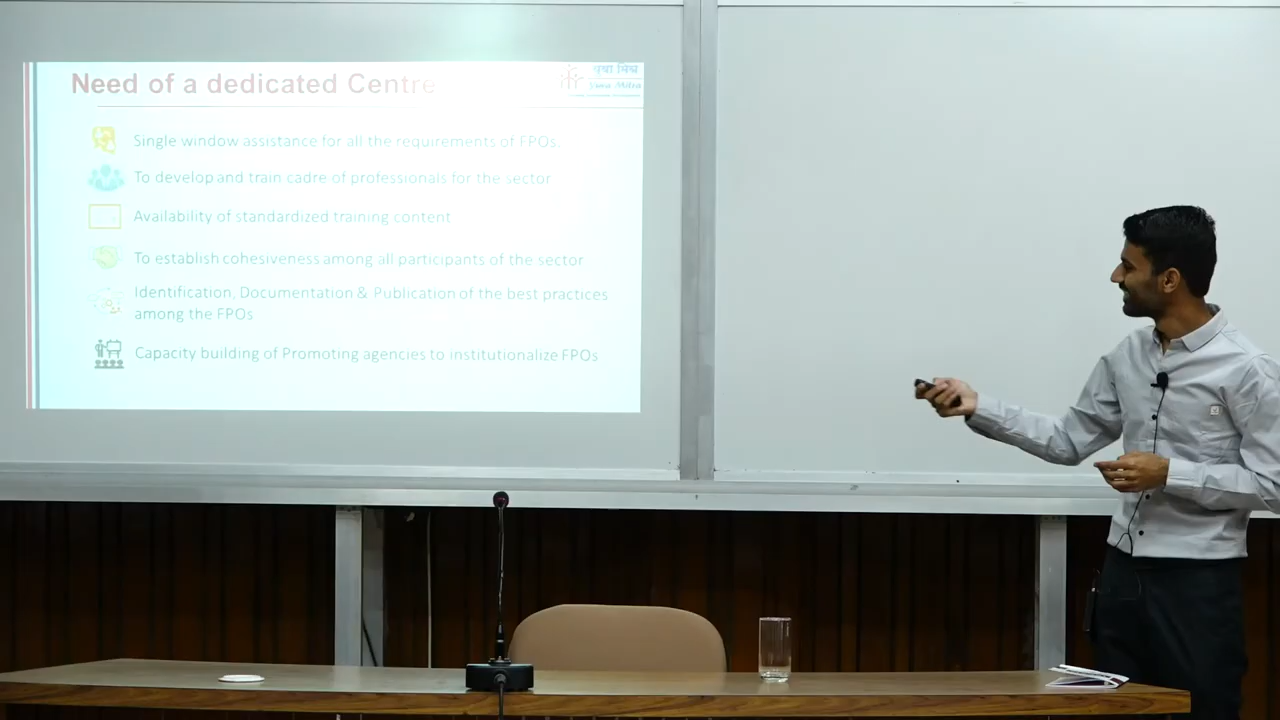 Need of a dedicated Centre
Single window assistance for all the requirements of FPOs.
To develop and train cadre of professionals for the sector
Availability of standardized training content
To establish cohesiveness among all participants of the sector
Identification, Documentation & Publication of the best practices
among the FPOs
Capacity building of Promoting agencies to institutionalize FPOs